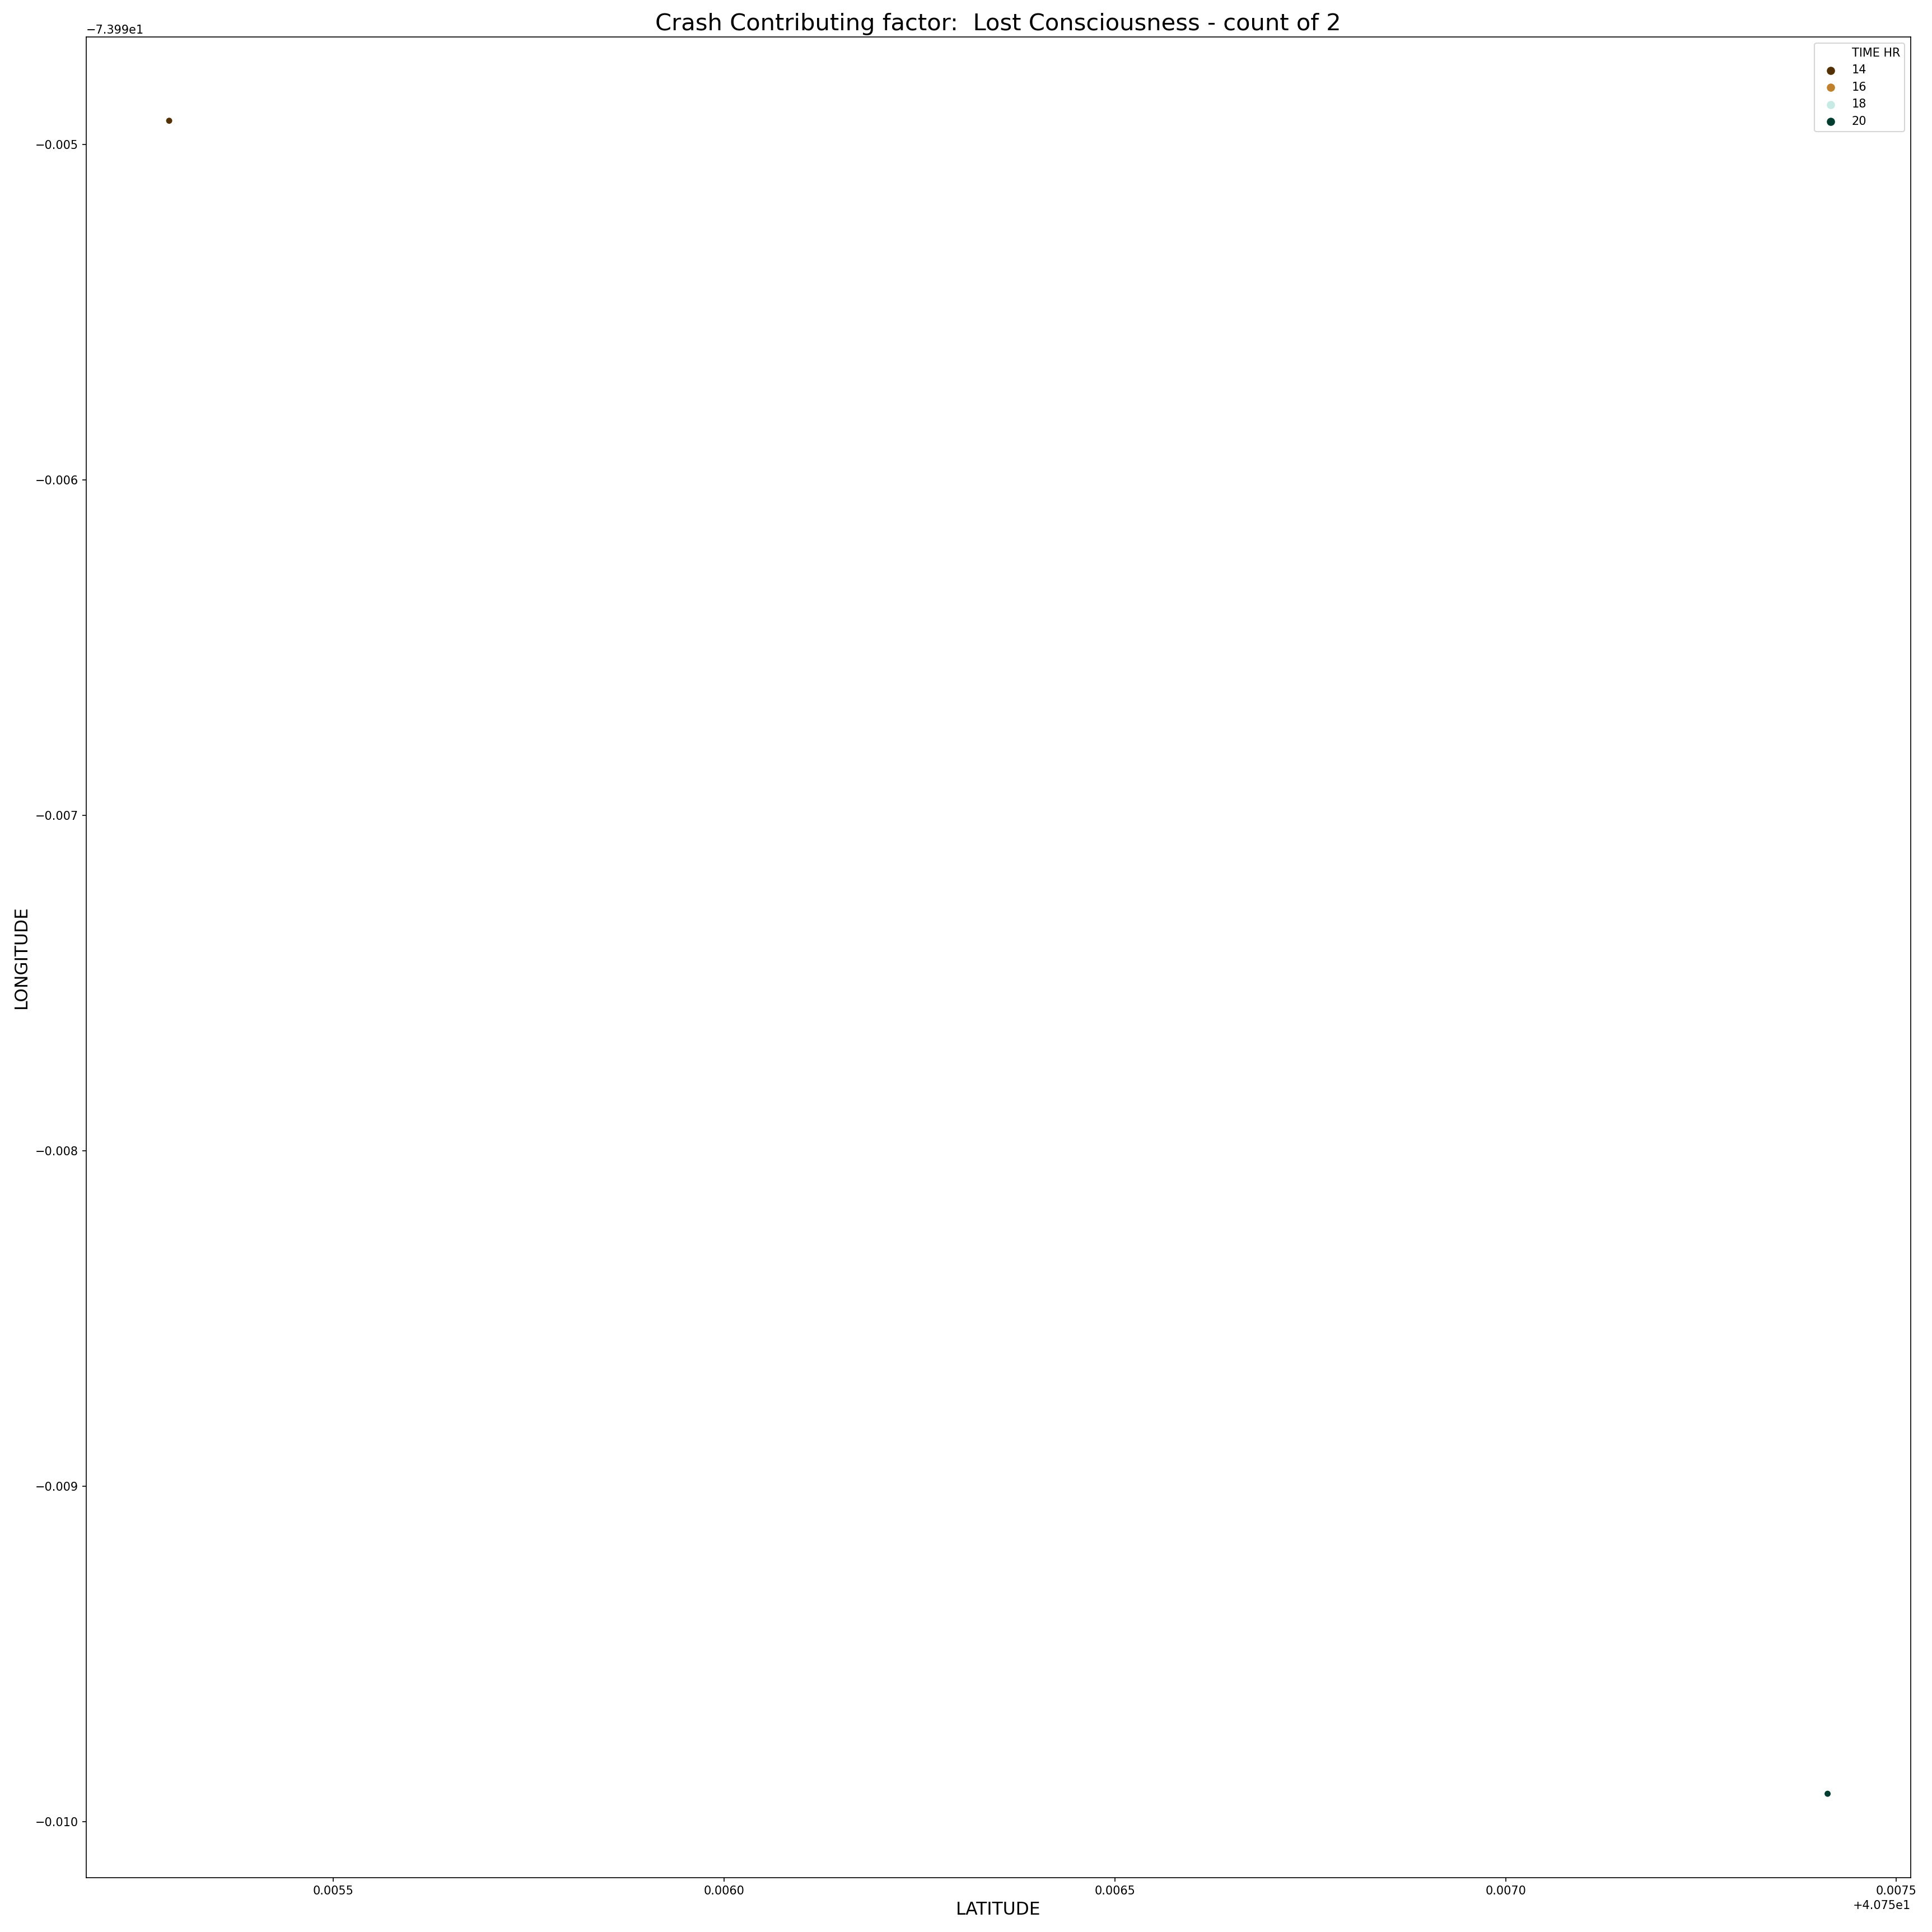 Crash Contributing factor:  Lost Consciousness - count of 2
−7.399e1
TIME HR
14
16
18
20
−0.005
−0.006
−0.007
−0.008
−0.009
−0.010
LONGITUDE
0.0055 0.0060 0.0065 0.0070 0.0075
+4.075e1
LATITUDE